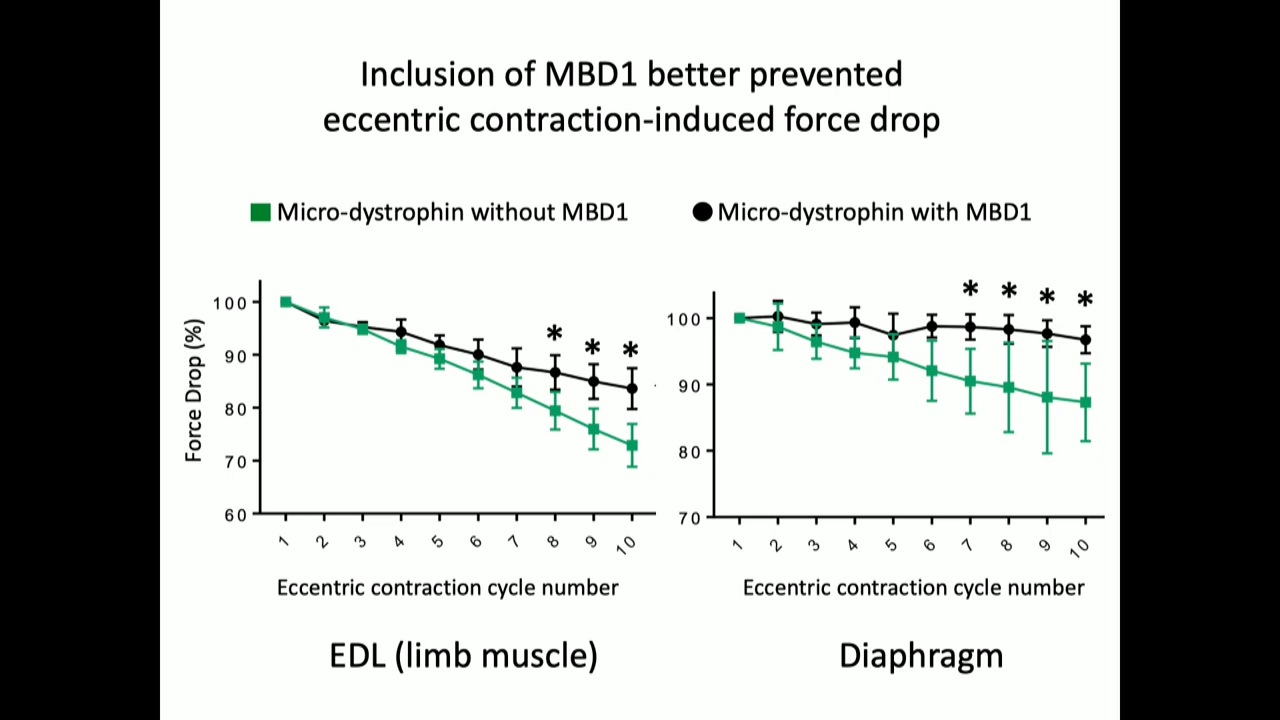 Inclusion of MBD1 better prevented
eccentric contraction-induced force drop
Micro-dystrophin without MBD1
Micro-dystrophin with MBD1
Force Drop (%)
100
90
80
70
60
* * *
1 2 3 4 5 6 7 8 9 10
Eccentric contraction cycle number
EDL (limb muscle)
100
90
80
70
* * * *
1 2 3 4 5 6 7 8 9 10
Eccentric contraction cycle number
Diaphragm